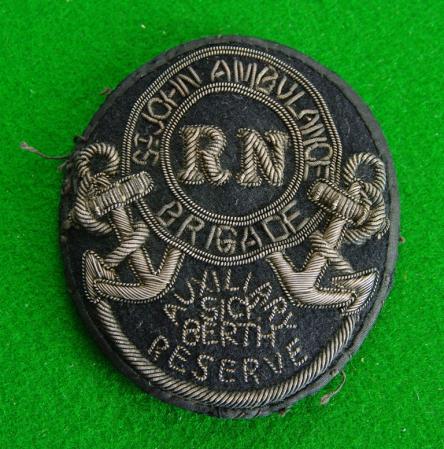 ST JOHN AMBULANCE
RN
BRIGADE
AUXILIARY
SICK
BERTH
RESERVE